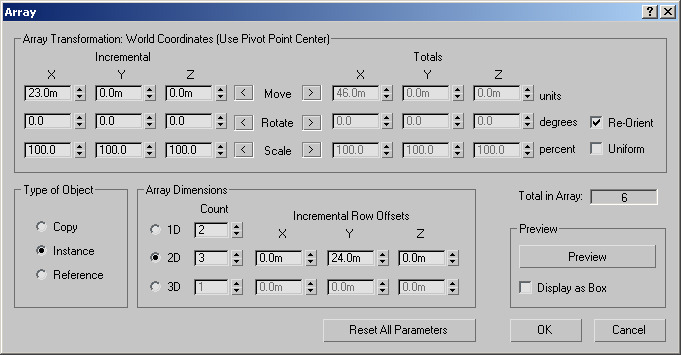 Array
Array Transformation: World Coordinates (Use Pivot Point Center)
Incremental Totals
X Y Z X Y Z
23.0m 0.0m 0.0m < Move > 46.0m 0.0m 0.0m units
0.0 0.0 0.0 < Rotate > 0.0 0.0 0.0 degrees Re-Orient
100.0 100.0 100.0 < Scale > 100.0 100.0 100.0 percent Uniform
Type of Object
Copy
Instance
Reference
Array Dimensions
Count Incremental Row Offsets
X Y Z
1D 2
2D 3 0.0m 24.0m 0.0m
3D 1 0.0m 0.0m 0.0m
Total in Array: 6
Preview
Preview
Display as Box
Reset All Parameters OK Cancel